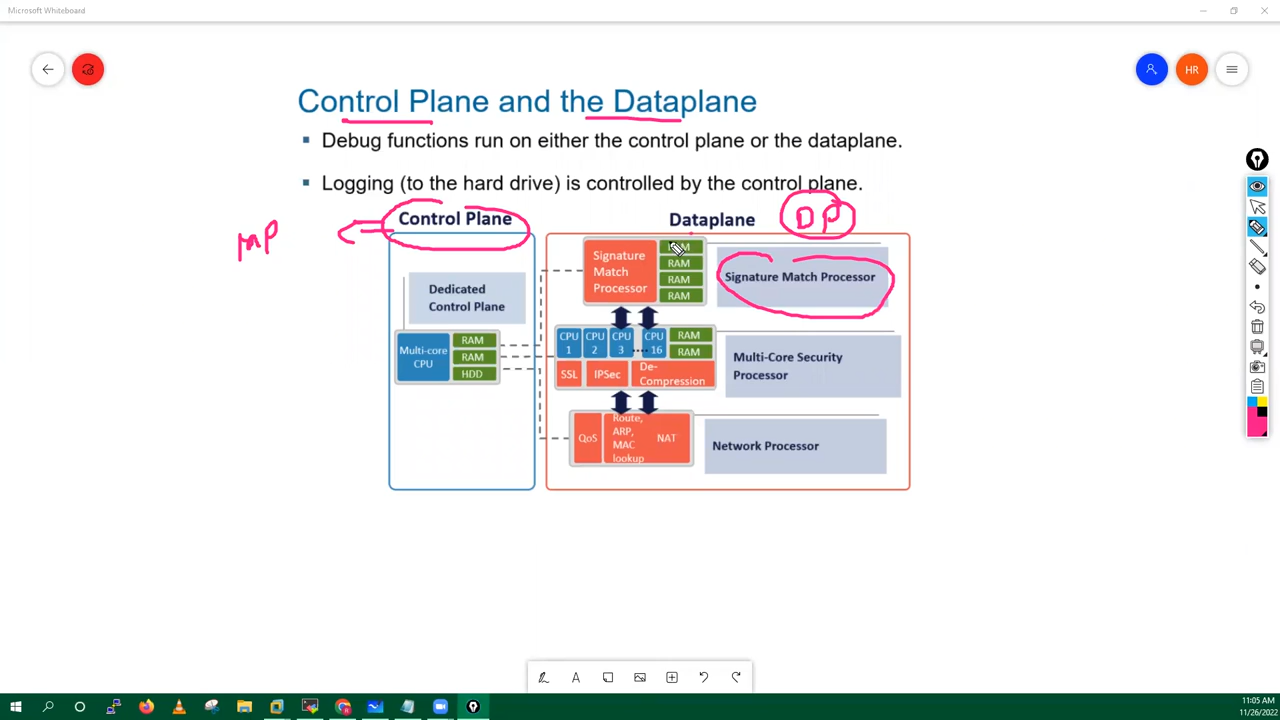 Microsoft Whiteboard
HR
Control Plane and the Dataplane
Debug functions run on either the control plane or the dataplane.
Logging (to the hard drive) is controlled by the control plane.
MP
Control Plane
Dataplane
DP
Dedicated
Control Plane
Multi-core
CPU
RAM
RAM
HDD
Signature
Match
Processor
RAM
RAM
RAM
RAM
Signature Match Processor
CPU
1
CPU
2
CPU
3
....
CPU
16
RAM
RAM
SSL
IPSec
De-
Compression
Multi-Core Security
Processor
QoS
Route,
ARP,
MAC
lookup
NAT
Network Processor
11:05 AM
11/26/2022